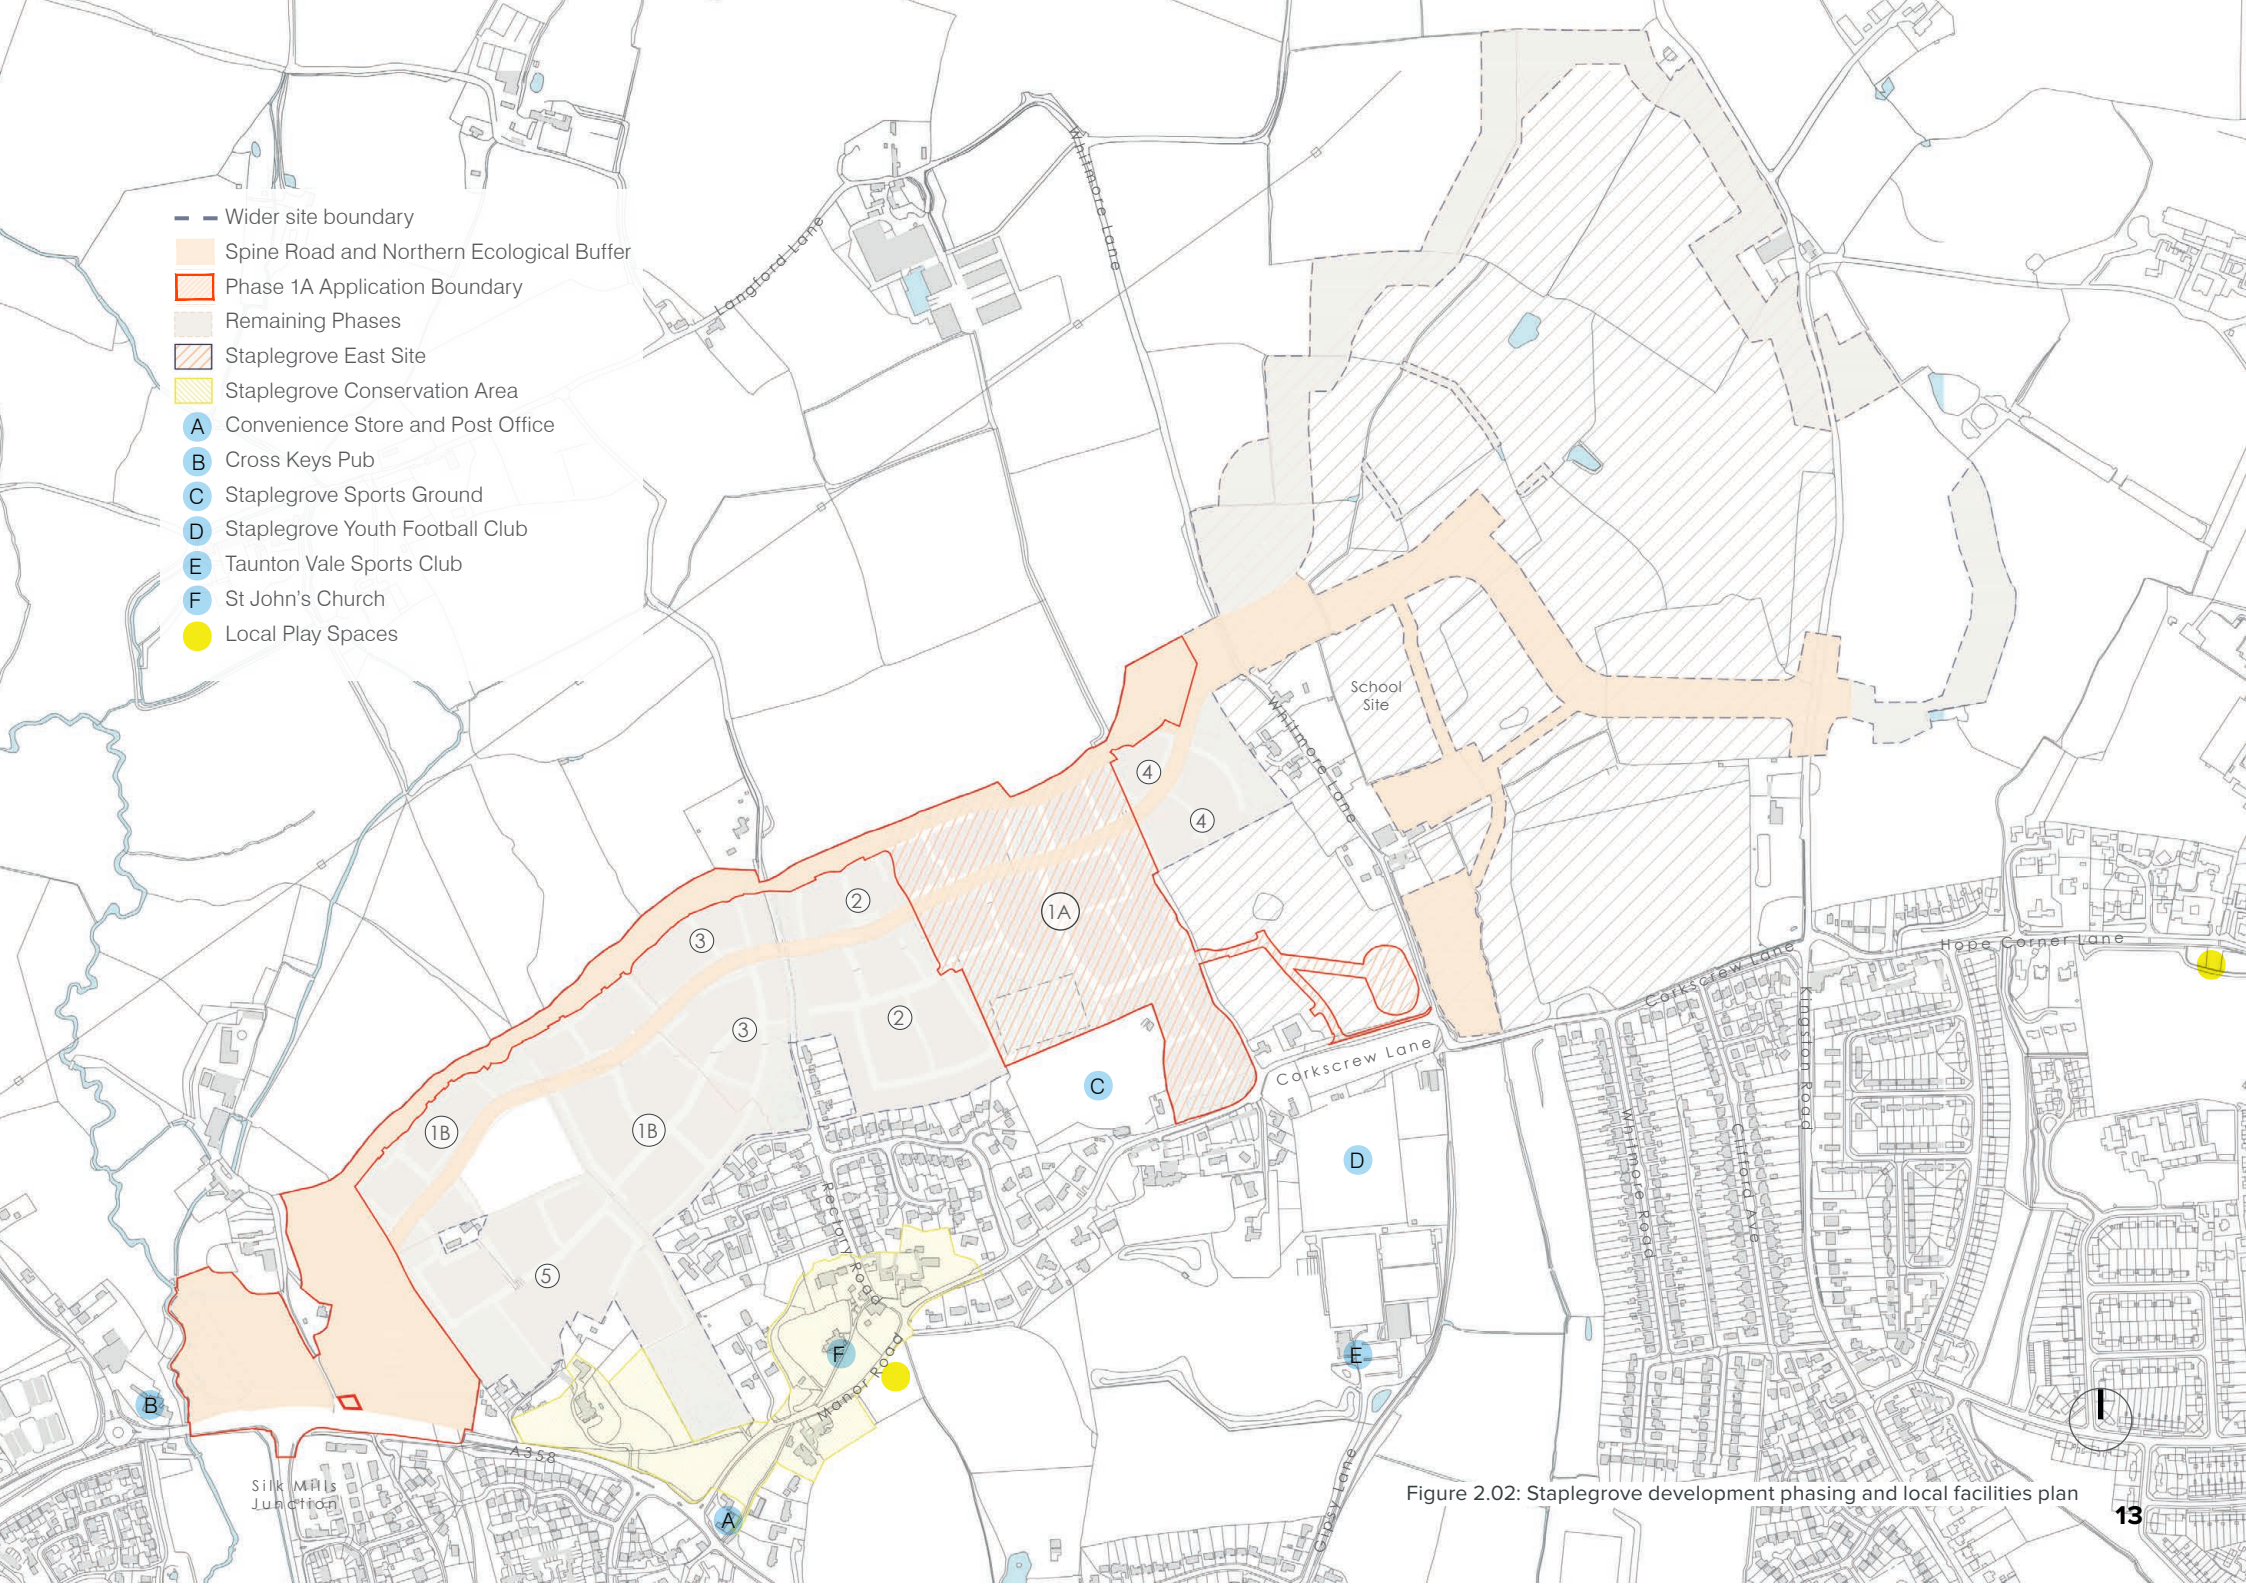 Wider site boundary
Spine Road and Northern Ecological Buffer
Phase 1A Application Boundary
Remaining Phases
Staplegrove East Site
Staplegrove Conservation Area
A Convenience Store and Post Office
B Cross Keys Pub
C Staplegrove Sports Ground
D Staplegrove Youth Football Club
E Taunton Vale Sports Club
F St John's Church
Local Play Spaces
Langford Lane
Whitmore Lane
School
Site
Whitmore Lane
4
4
2
1A
3
2
3
1B
1B
5
Hope Corner Lane
Corkscrew Lane
Corkscrew Lane
Kingston Road
Whitmore Road
Clifford Ave
C
D
E
F
B
A
Rectory Road
Manor Road
A358
Silk Mills
Junction
Gipsy Lane
Figure 2.02: Staplegrove development phasing and local facilities plan
13